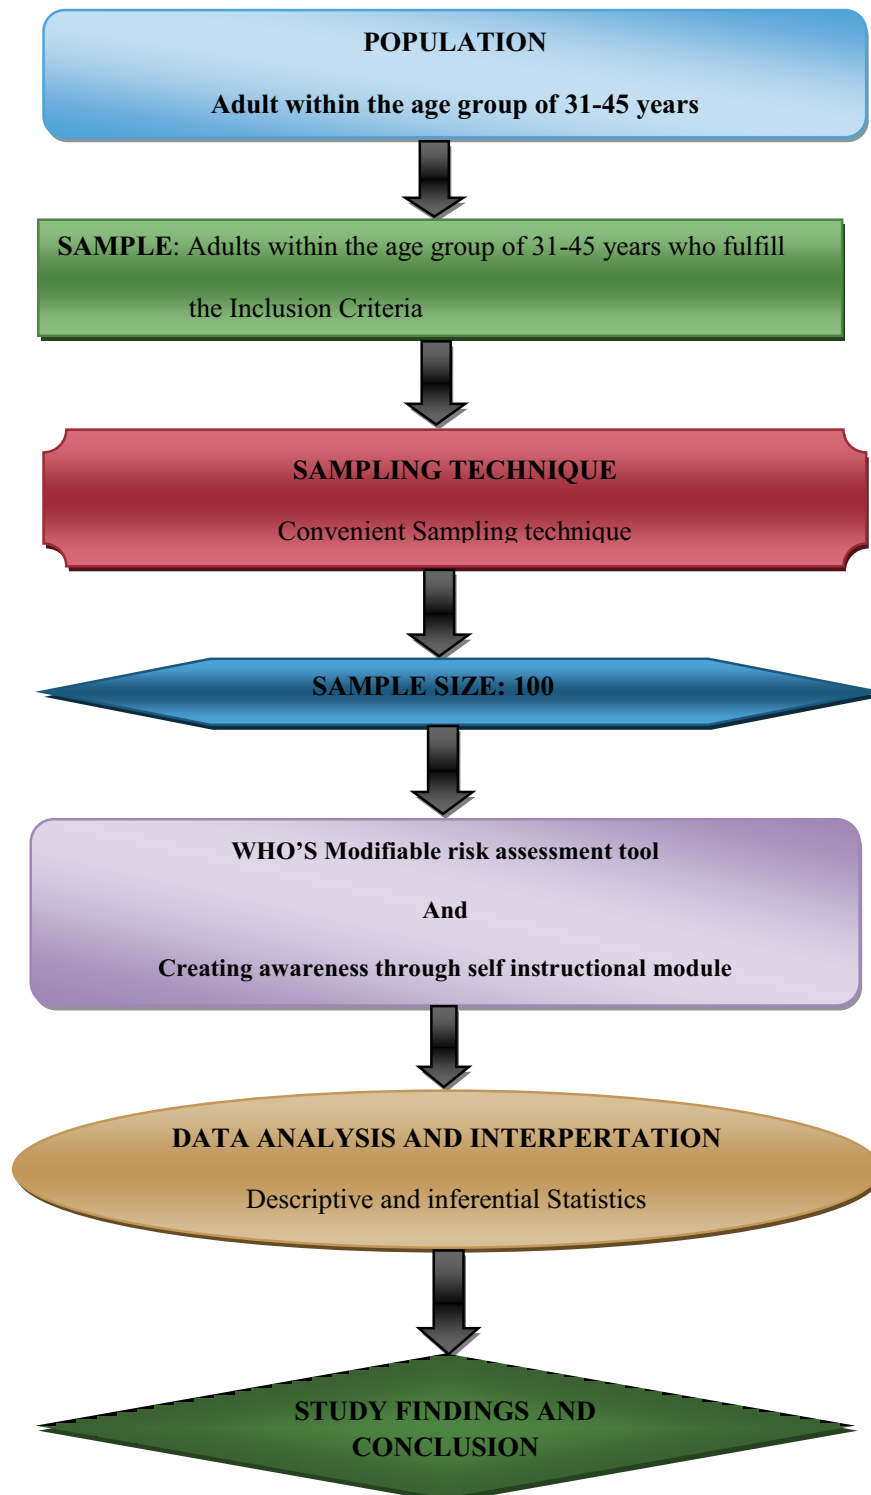 POPULATION
Adult within the age group of 31-45 years
SAMPLE: Adults within the age group of 31-45 years who fulfill
the Inclusion Criteria
SAMPLING TECHNIQUE
Convenient Sampling technique
SAMPLE SIZE: 100
WHO’S Modifiable risk assessment tool
And
Creating awareness through self instructional module
DATA ANALYSIS AND INTERPERTATION
Descriptive and inferential Statistics
STUDY FINDINGS AND
CONCLUSION